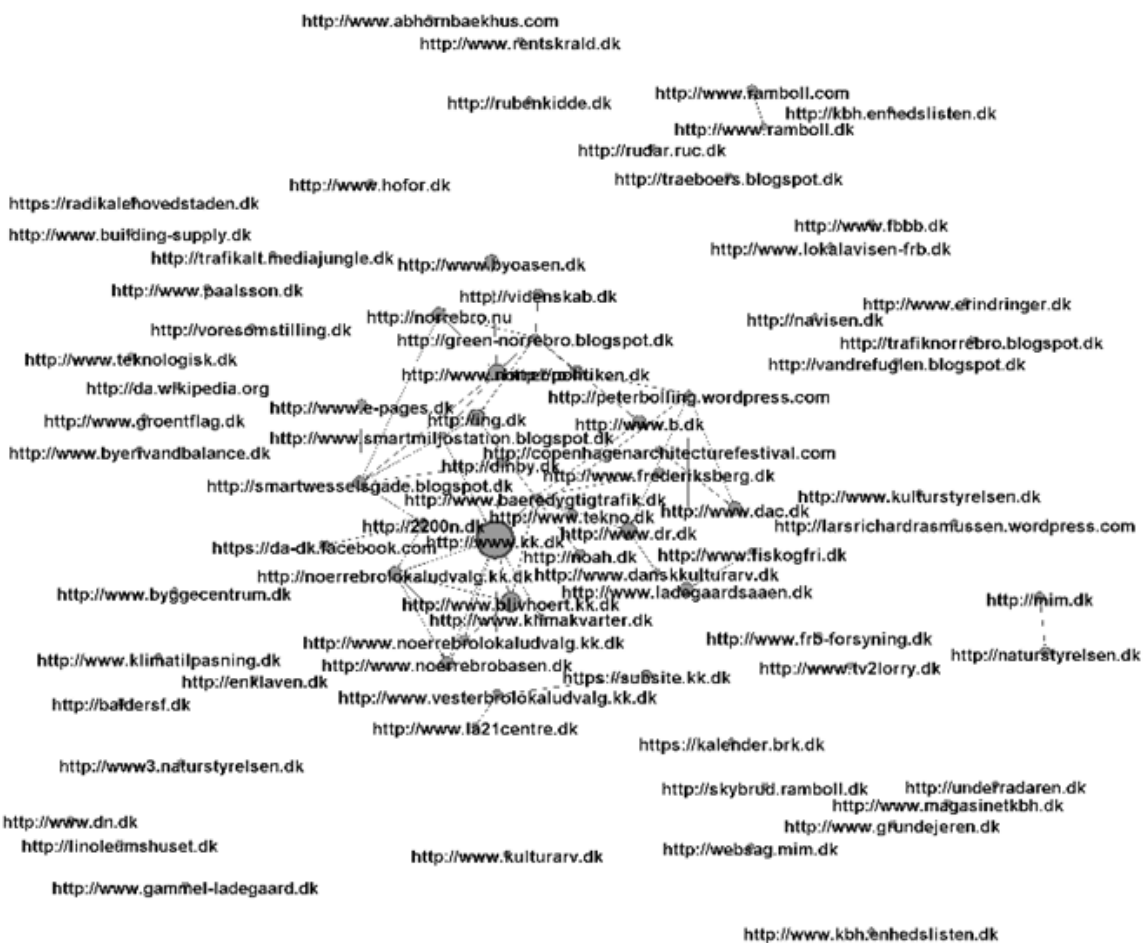 http://www.abhornbaekhus.com
http://www.rentskrald.dk
http://www.ramboll.com
http://rubenkidde.dk
http://kbh.enhedslisten.dk
http://www.ramboll.dk
http://rudar.ruc.dk
http://traeboers.blogspot.dk
http://www.hofor.dk
https://radikalehovedstaden.dk
http://www.fbbb.dk
http://www.building-supply.dk
http://www.lokalavisen-frb.dk
http://trafikalt.mediajungle.dk
http://www.byoasen.dk
http://www.paalsson.dk
http://videnskab.dk
http://www.erindringer.dk
http://norrebro.nu
http://navisen.dk
http://voresomstilling.dk
http://green-norrebro.blogspot.dk
http://trafiknorrebro.blogspot.dk
http://www.teknologisk.dk
http://vandrefuglen.blogspot.dk
politiken.dk
http://da.wikipedia.org
http://peterbolling.wordpress.com
http://www.e-pages.dk
http://www.groentflag.dk
http://ing.dk
http://www.b.dk
http://www.smartmiljostation.blogspot.dk
http://www.byerivandbalance.dk
http://copenhagenarchitecturefestival.com
http://dinby.dk
http://www.frederiksberg.dk
http://smartwesselsgade.blogspot.dk
http://www.baeredygtigtrafik.dk
http://www.kulturstyrelsen.dk
http://www.tekno.dk
http://www.dac.dk
http://2200n.dk
http://www.dr.dk
http://larsrichardrasmussen.wordpress.com
http://www.kk.dk
https://da-dk.facebook.com
http://noah.dk
http://www.fiskogfri.dk
http://noerrebrolokaludvalg.kk.dk
http://www.danskkulturarv.dk
http://www.byggecentrum.dk
http://www.ladegaardsaaen.dk
http://mim.dk
http://www.blivhoert.kk.dk
http://www.klimakvarter.dk
http://www.noerrebrolokaludvalg.kk.dk
http://www.frb-forsyning.dk
http://naturstyrelsen.dk
http://www.klimatilpasning.dk
http://www.noerrebrobasen.dk
http://www.tv2lorry.dk
http://enklaven.dk
https://subsite.kk.dk
http://baldersf.dk
http://www.vesterbrolokaludvalg.kk.dk
http://www.la21centre.dk
https://kalender.brk.dk
http://www3.naturstyrelsen.dk
http://skybrud.ramboll.dk
http://underradaren.dk
http://www.magasinetkbh.dk
http://www.dn.dk
http://www.grundejeren.dk
http://linoleumshuset.dk
http://websag.mim.dk
http://www.kulturarv.dk
http://www.gammel-ladegaard.dk
http://www.kbh.enhedslisten.dk